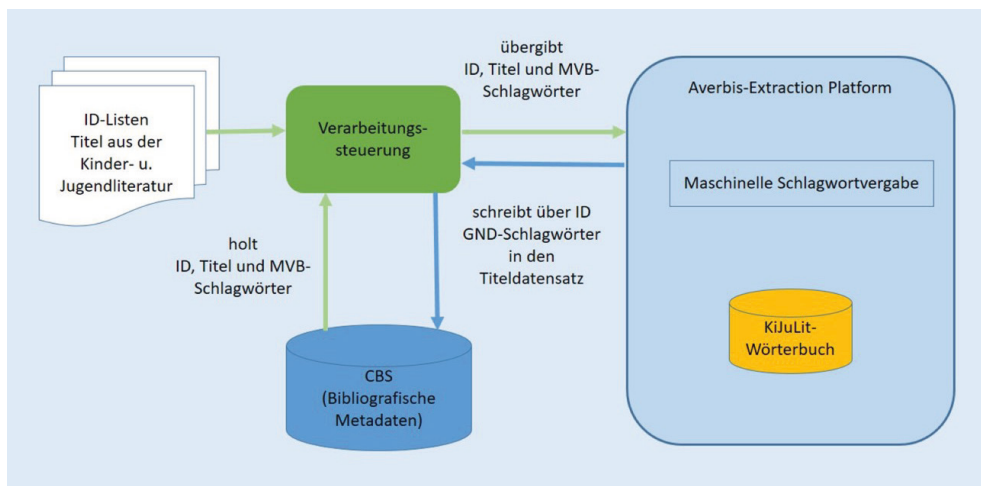 ID-Listen
Titel aus der
Kinder- u.
Jugendliteratur
Verarbeitungs-
steuerung
übergibt
ID, Titel und MVB-
Schlagwörter
Averbis-Extraction Platform
Maschinelle Schlagwortvergabe
schreibt über ID
GND-Schlagwörter
in den
Titeldatensatz
holt
ID, Titel und MVB-
Schlagwörter
KiJuLit-
Wörterbuch
CBS
(Bibliografische
Metadaten)